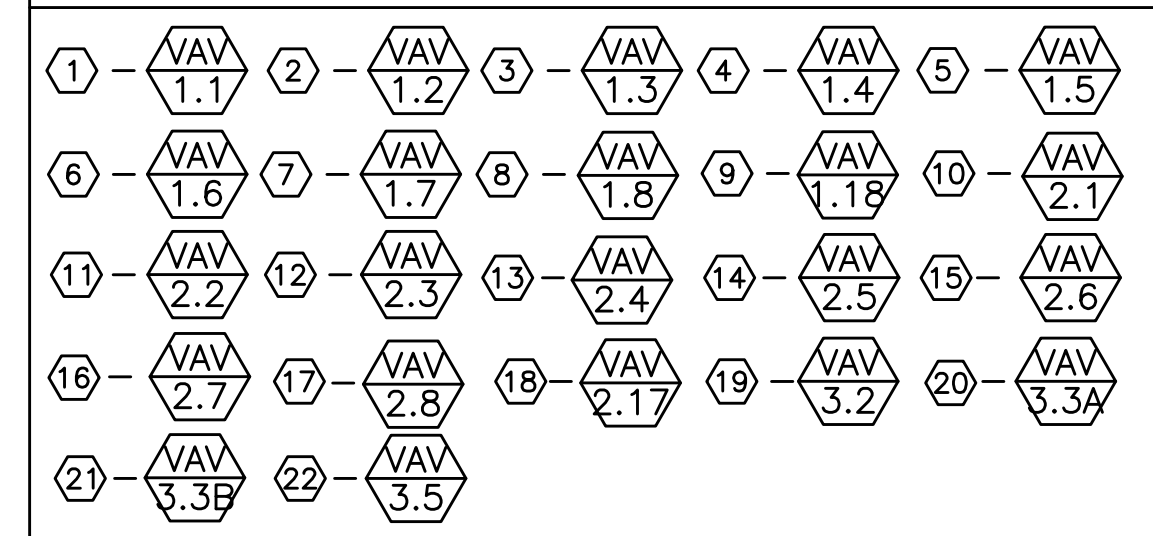 1 – VAV 1.1 2 – VAV 1.2 3 – VAV 1.3 4 – VAV 1.4 5 – VAV 1.5
6 – VAV 1.6 7 – VAV 1.7 8 – VAV 1.8 9 – VAV 1.18 10 – VAV 2.1
11 – VAV 2.2 12 – VAV 2.3 13 – VAV 2.4 14 – VAV 2.5 15 – VAV 2.6
16 – VAV 2.7 17 – VAV 2.8 18 – VAV 2.17 19 – VAV 3.2 20 – VAV 3.3A
21 – VAV 3.3B 22 – VAV 3.5